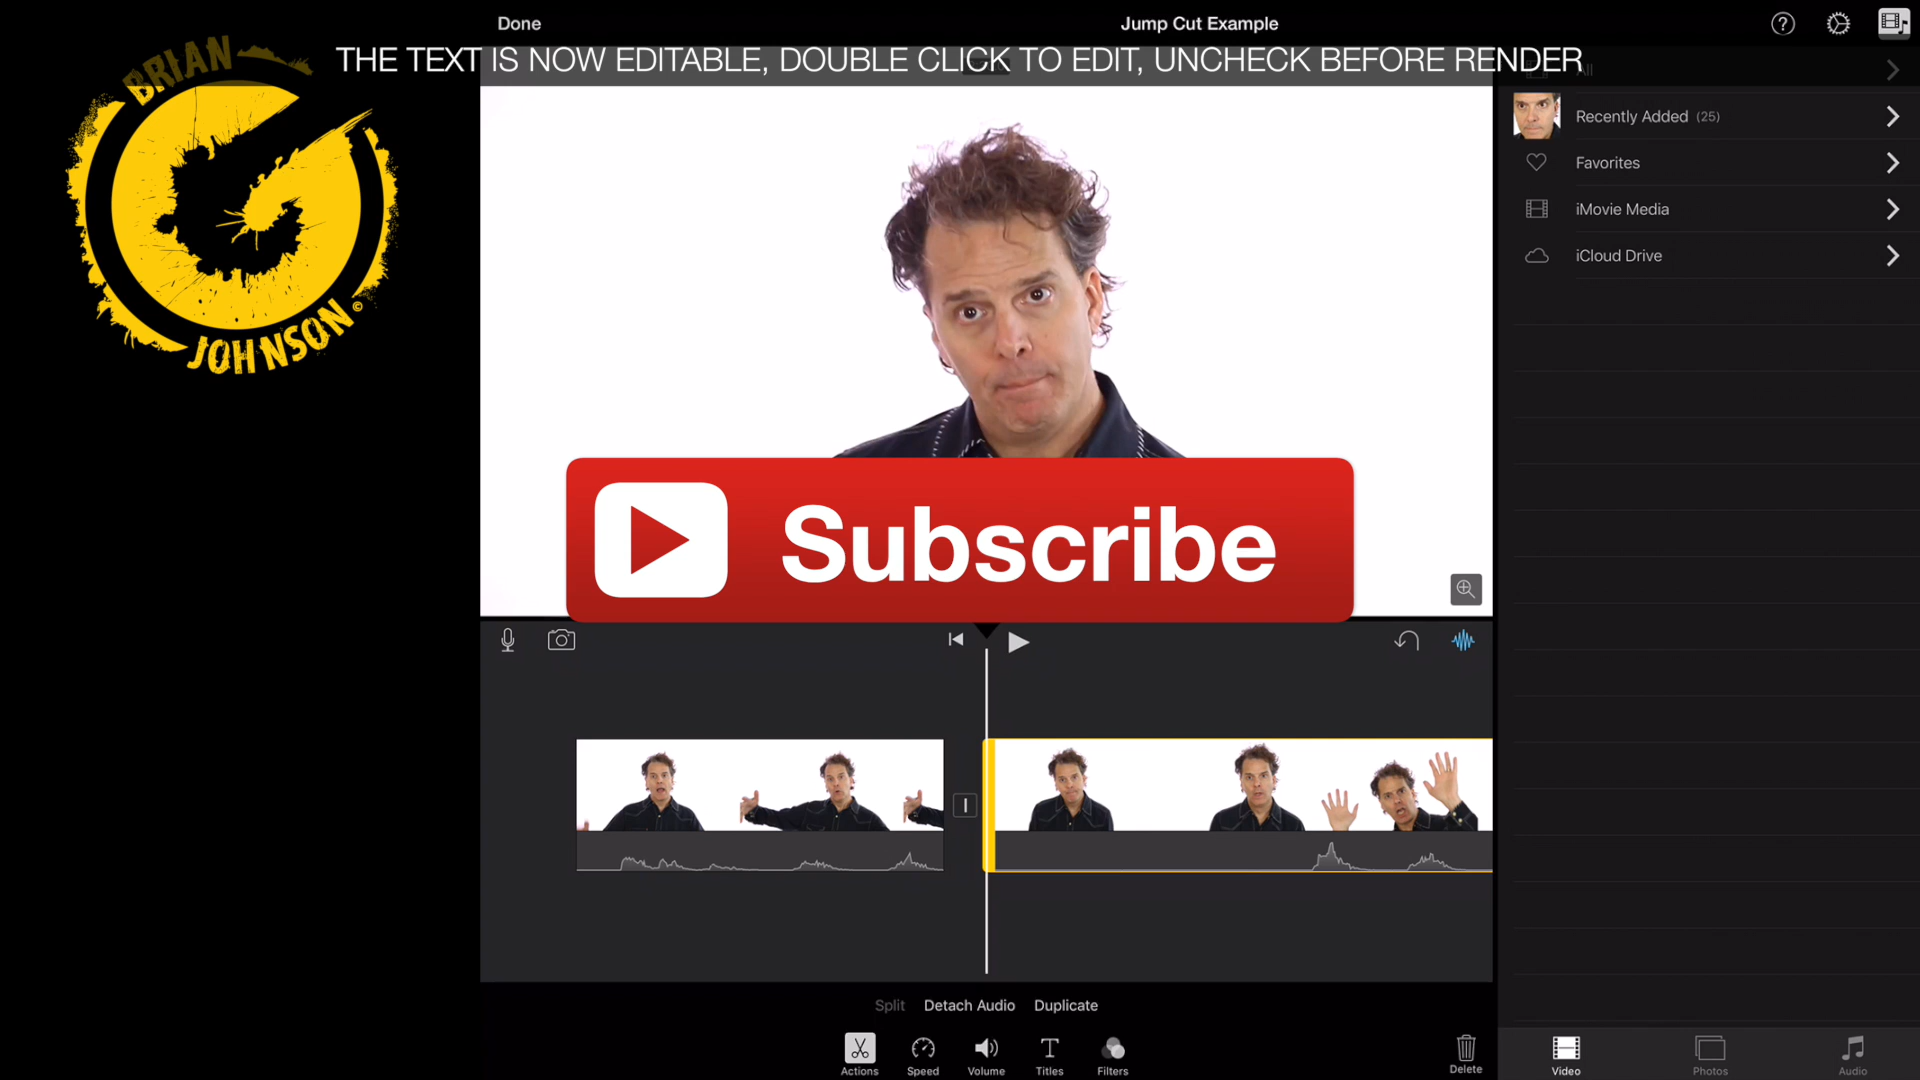 Done
Jump Cut Example
BRIAN
JOHNSON©
THE TEXT IS NOW EDITABLE, DOUBLE CLICK TO EDIT, UNCHECK BEFORE RENDER
All
Recently Added (25)
Favorites
iMovie Media
iCloud Drive
Subscribe
Split Detach Audio Duplicate
Actions Speed Volume Titles Filters
Delete
Video Photos Audio